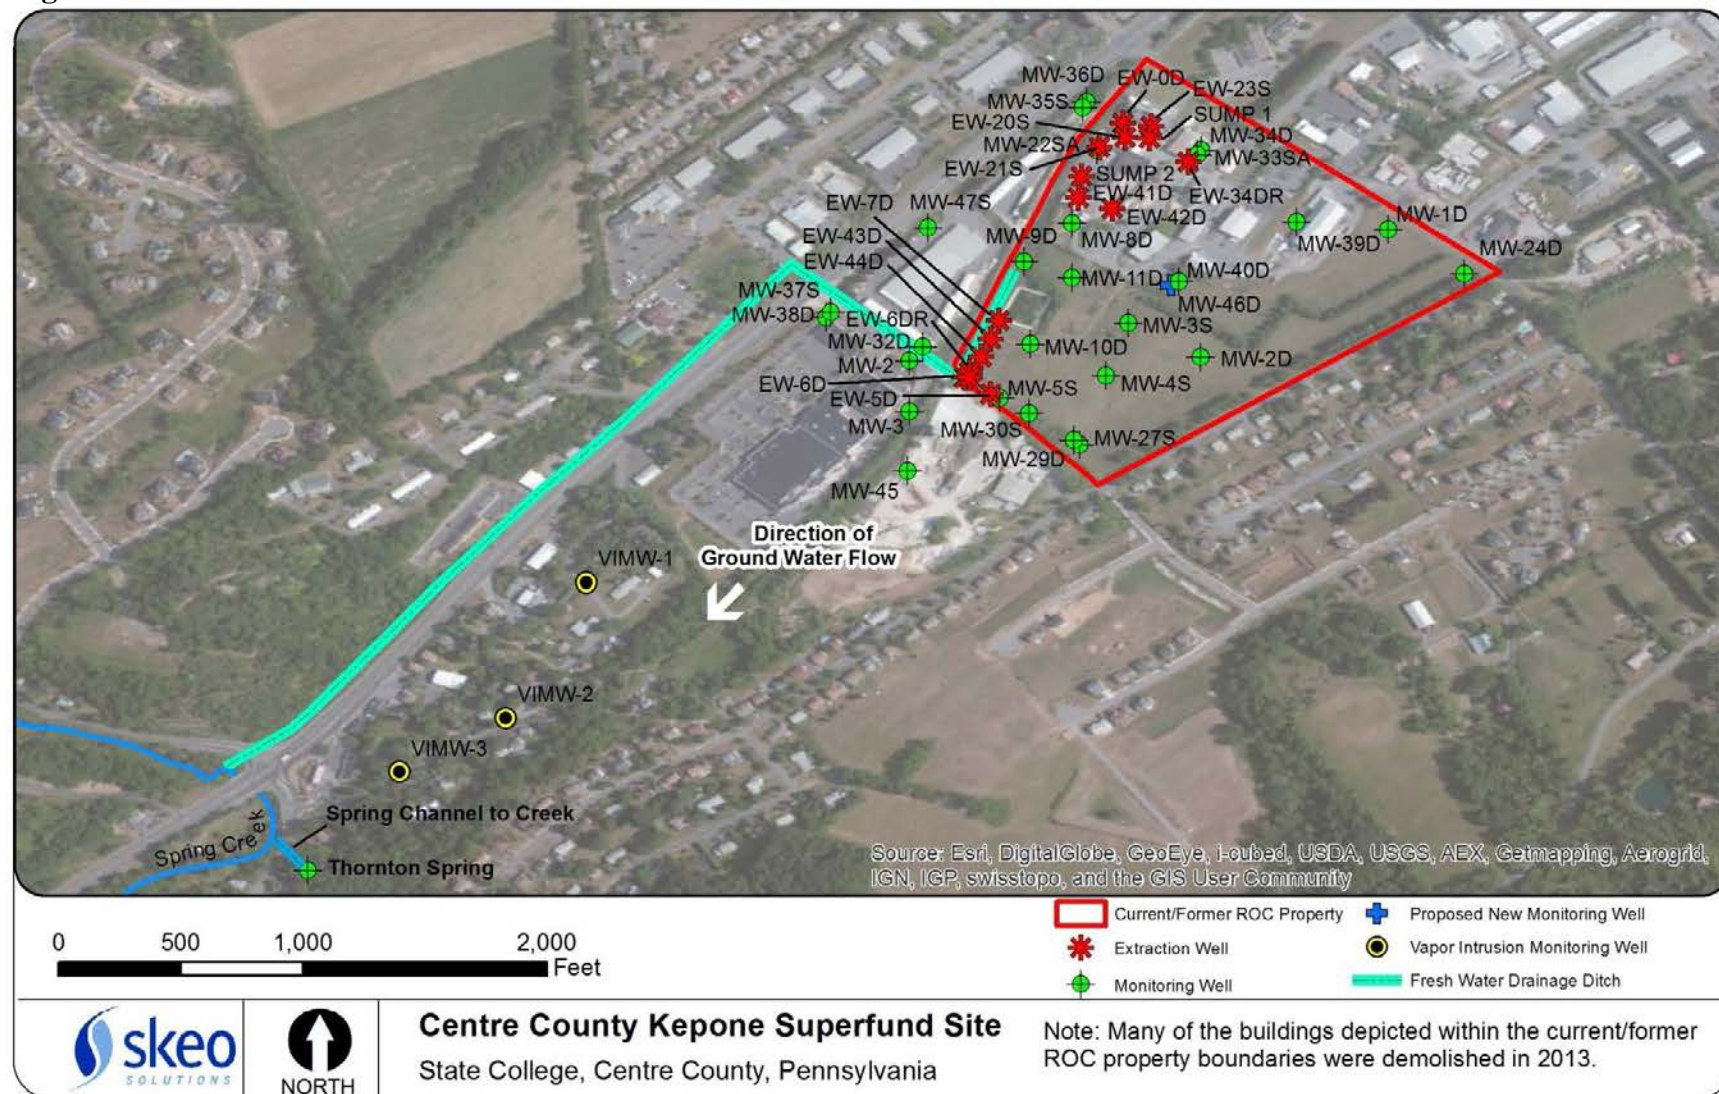 MW-36D
EW-0D
EW-23S
MW-35S
SUMP 1
EW-20S
MW-34D
MW-22SA
MW-33SA
EW-21S
SUMP 2
EW-41D
EW-34DR
EW-7D
MW-47S
EW-42D
MW-1D
EW-43D
MW-9D
MW-8D
MW-39D
MW-24D
EW-44D
MW-11D
MW-40D
MW-37S
MW-46D
MW-38D
EW-6DR
MW-3S
MW-32D
MW-10D
MW-2
MW-2D
EW-6D
MW-5S
MW-4S
EW-5D
MW-3
MW-30S
MW-27S
MW-29D
MW-45
Direction of
Ground Water Flow
VIMW-1
VIMW-2
VIMW-3
Spring Channel to Creek
Spring Creek
Thornton Spring
Source: Esri, DigitalGlobe, GeoEye, i-cubed, USDA, USGS, AEX, Getmapping, Aerogrid,
IGN, IGP, swisstopo, and the GIS User Community
0 500 1,000 2,000
Feet
Current/Former ROC Property
Extraction Well
Monitoring Well
Proposed New Monitoring Well
Vapor Intrusion Monitoring Well
Fresh Water Drainage Ditch
skeo
SOLUTIONS
NORTH
Centre County Kepone Superfund Site
State College, Centre County, Pennsylvania
Note: Many of the buildings depicted within the current/former
ROC property boundaries were demolished in 2013.